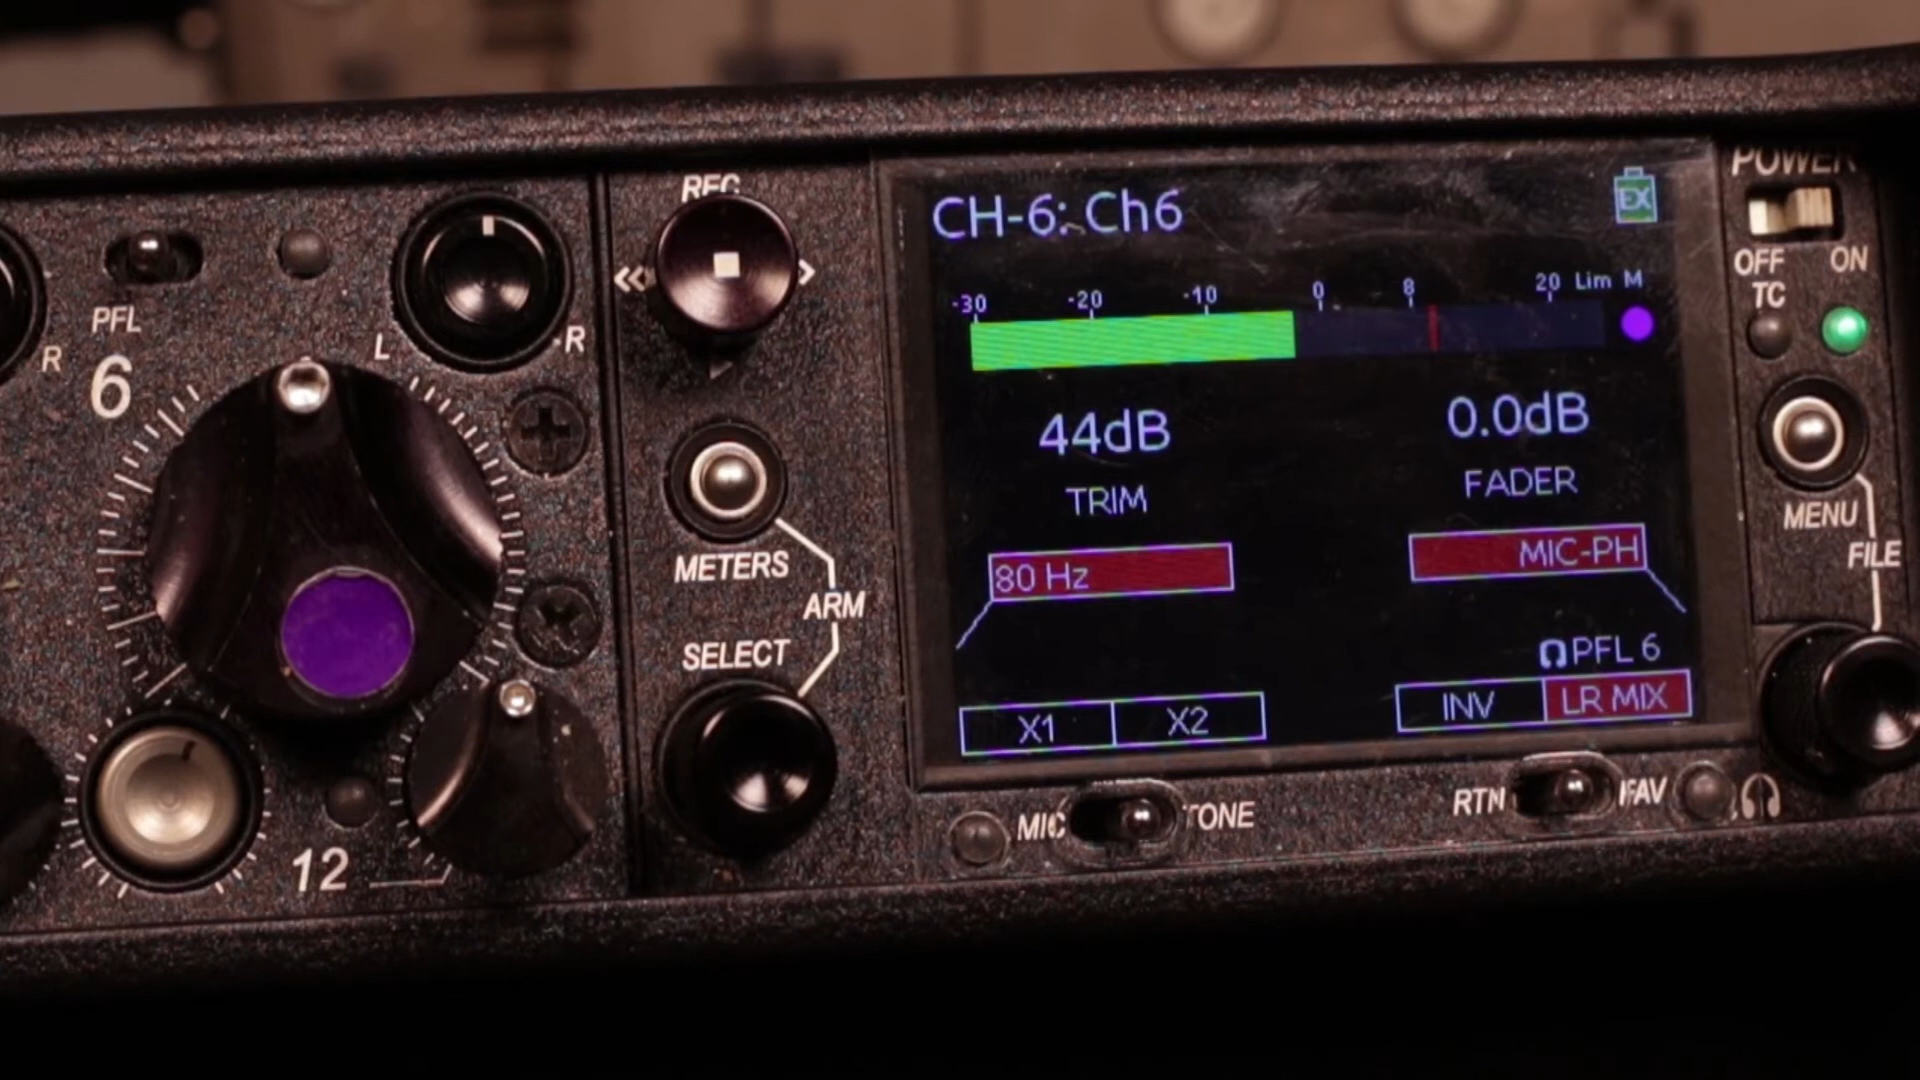 REC
POWER
CH-6: Ch6
EX
OFF
ON
TC
-30 -20 -10 0 8 20 Lim M
PFL
R
6
L
R
44dB
0.0dB
TRIM
FADER
METERS
ARM
SELECT
MENU
FILE
80 Hz
MIC-PH
PFL 6
X1
X2
INV
LR MIX
MIC
TONE
RTN
FAV
12